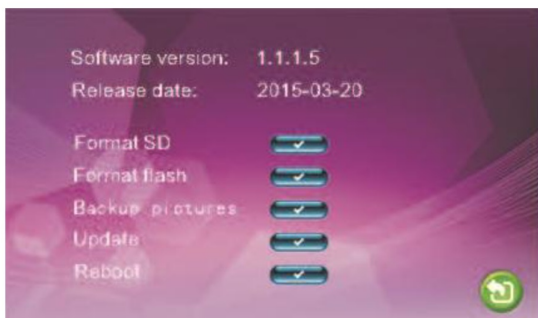 Software version: 1.1.1.5
Release date: 2015-03-20
Format SD
Format flash
Backup pictures
Update
Reboot